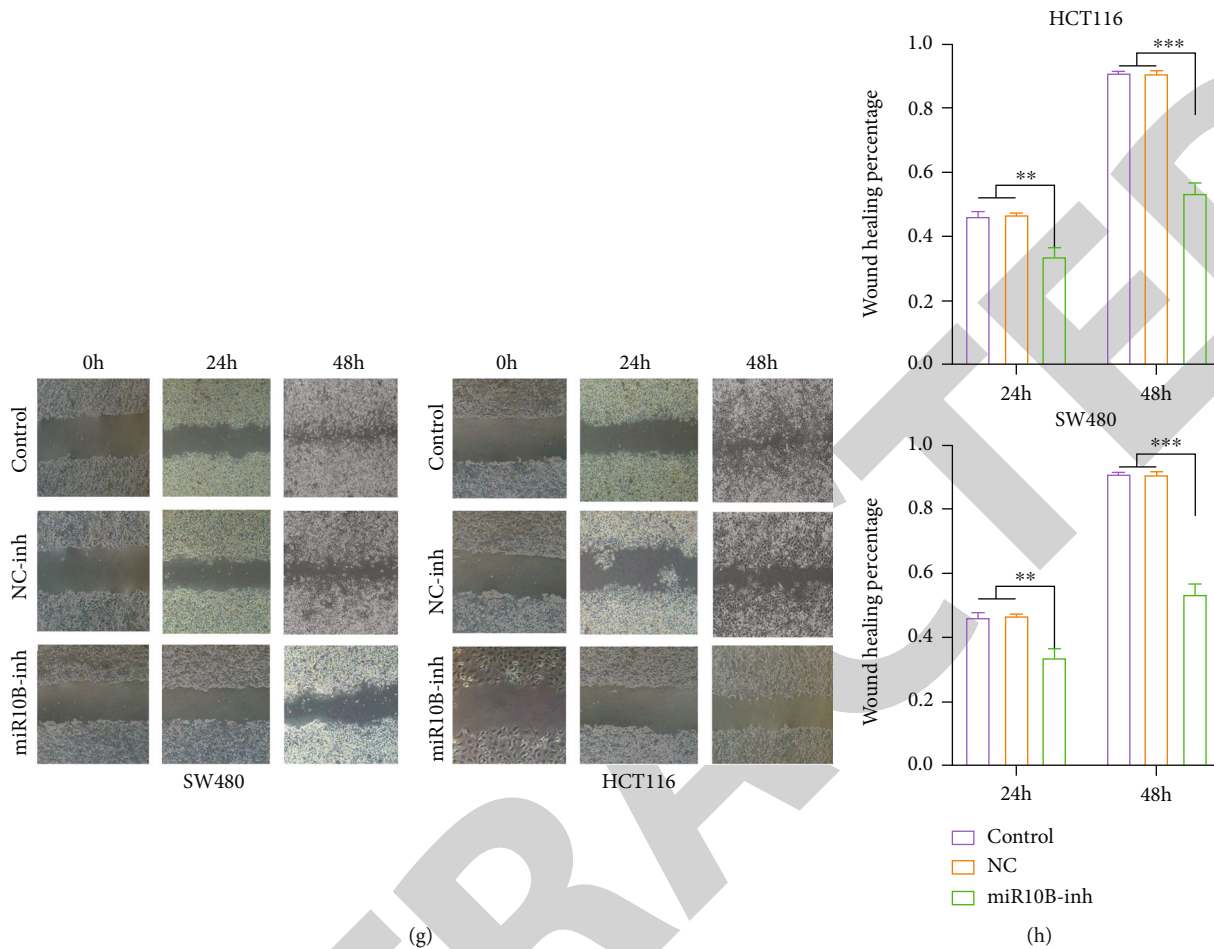 HCT116
1.0
0.8
0.6
0.4
0.2
0.0
Wound healing percentage
**
***
24h
48h
SW480
1.0
0.8
0.6
0.4
0.2
0.0
Wound healing percentage
**
***
24h
48h
Control
NC
miR10B-inh
(h)
0h
24h
48h
Control
NC-inh
miR10B-inh
SW480
0h
24h
48h
Control
NC-inh
miR10B-inh
HCT116
(g)